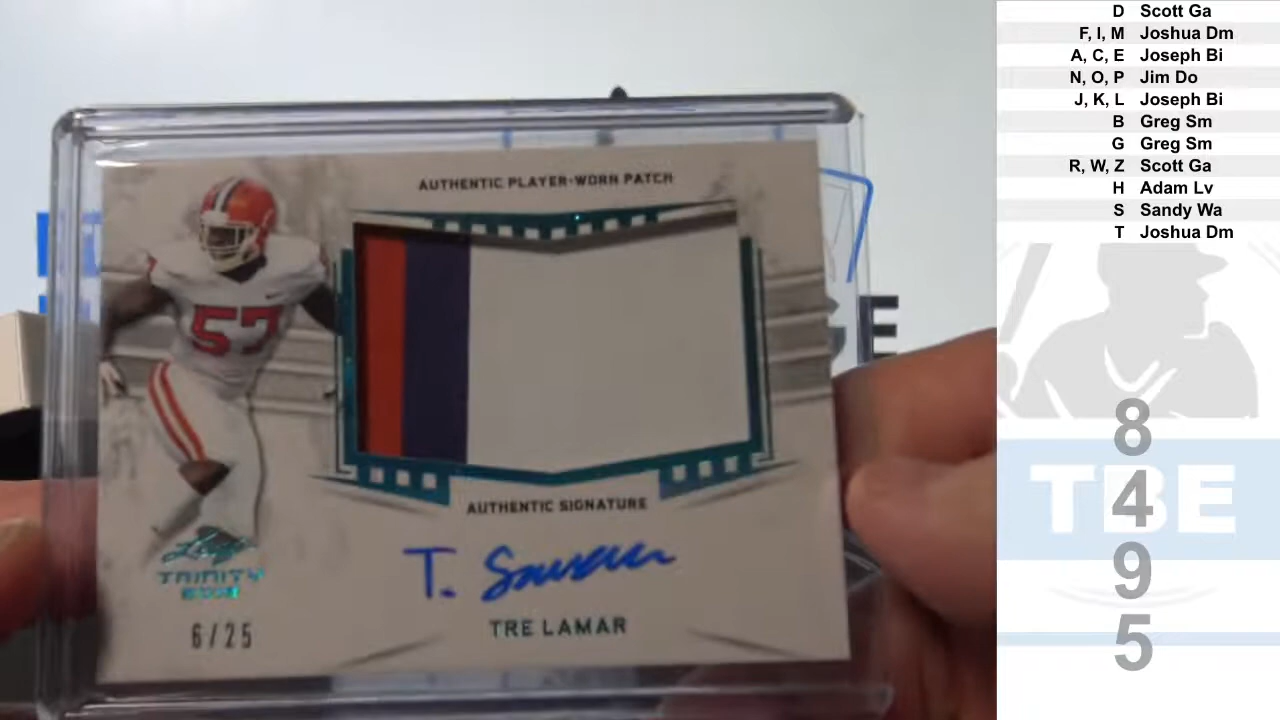 AUTHENTIC PLAYER-WORN PATCH
57
AUTHENTIC SIGNATURE
Leaf
TRINITY
6/25
TRE LAMAR
E
D Scott Ga
F, I, M Joshua Dm
A, C, E Joseph Bi
N, O, P Jim Do
J, K, L Joseph Bi
B Greg Sm
G Greg Sm
R, W, Z Scott Ga
H Adam Lv
S Sandy Wa
T Joshua Dm
TBE
8
4
9
5